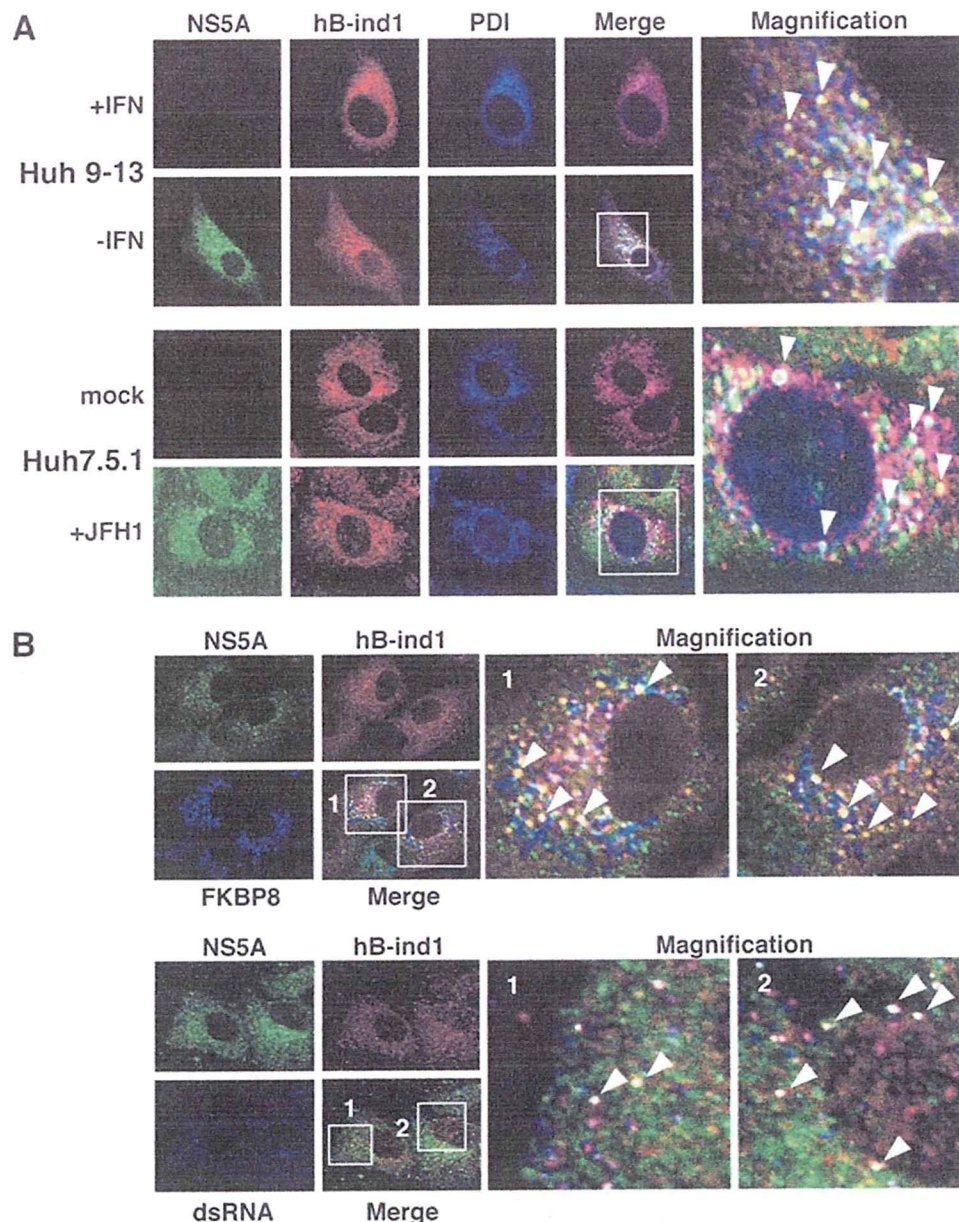 A
NS5A hB-ind1 PDI Merge Magnification
+IFN
Huh 9-13
-IFN
mock
Huh7.5.1
+JFH1
B
NS5A hB-ind1 Magnification
1 2
1 2
FKBP8 Merge
NS5A hB-ind1 Magnification
1 2
1 2
dsRNA Merge